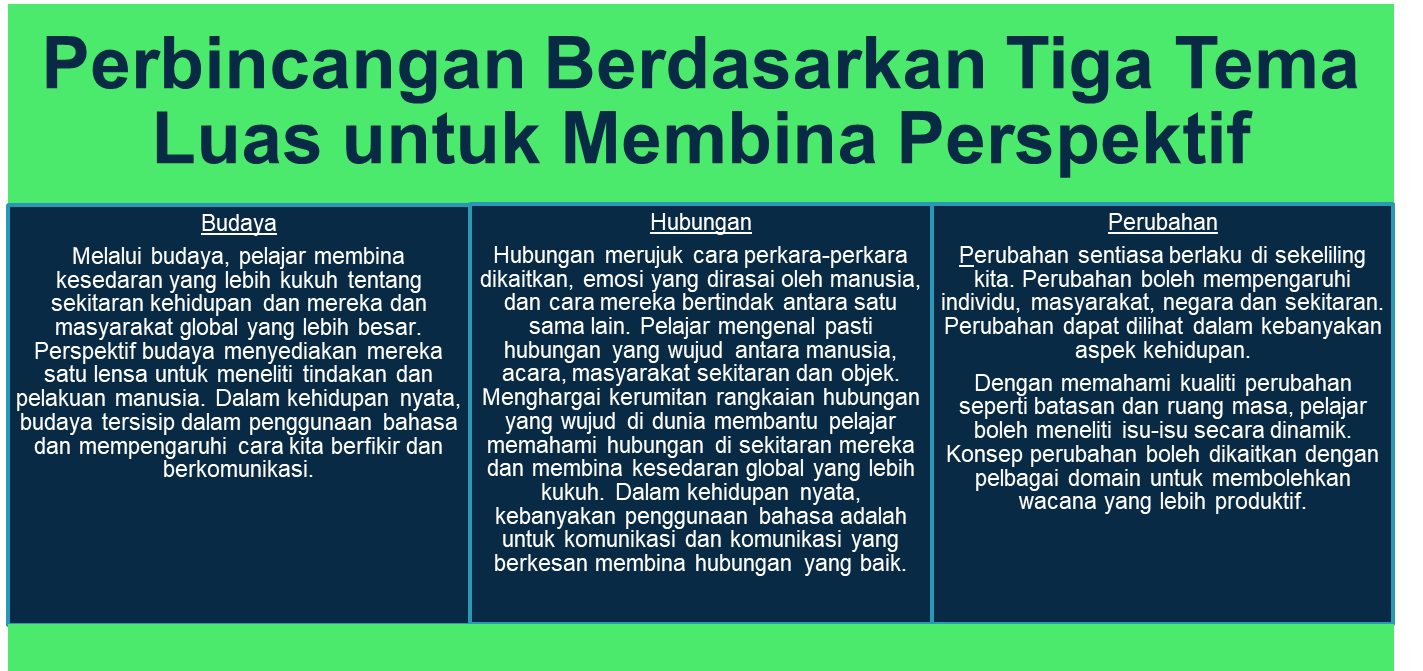 Perbincangan Berdasarkan Tiga Tema
Luas untuk Membina Perspektif
Budaya
Melalui budaya, pelajar membina
kesedaran yang lebih kukuh tentang
sekitaran kehidupan dan mereka dan
masyarakat global yang lebih besar.
Perspektif budaya menyediakan mereka
satu lensa untuk meneliti tindakan dan
pelakuan manusia. Dalam kehidupan nyata,
budaya tersisip dalam penggunaan bahasa
dan mempengaruhi cara kita berfikir dan
berkomunikasi.
Hubungan
Hubungan merujuk cara perkara-perkara
dikaitkan, emosi yang dirasai oleh manusia,
dan cara mereka bertindak antara satu
sama lain. Pelajar mengenal pasti
hubungan yang wujud antara manusia,
acara, masyarakat sekitaran dan objek.
Menghargai kerumitan rangkaian hubungan
yang wujud di dunia membantu pelajar
memahami hubungan di sekitaran mereka
dan membina kesedaran global yang lebih
kukuh. Dalam kehidupan nyata,
kebanyakan penggunaan bahasa adalah
untuk komunikasi dan komunikasi yang
berkesan membina hubungan yang baik.
Perubahan
Perubahan sentiasa berlaku di sekeliling
kita. Perubahan boleh mempengaruhi
individu, masyarakat, negara dan sekitaran.
Perubahan dapat dilihat dalam kebanyakan
aspek kehidupan.
Dengan memahami kualiti perubahan
seperti batasan dan ruang masa, pelajar
boleh meneliti isu-isu secara dinamik.
Konsep perubahan boleh dikaitkan dengan
pelbagai domain untuk membolehkan
wacana yang lebih produktif.